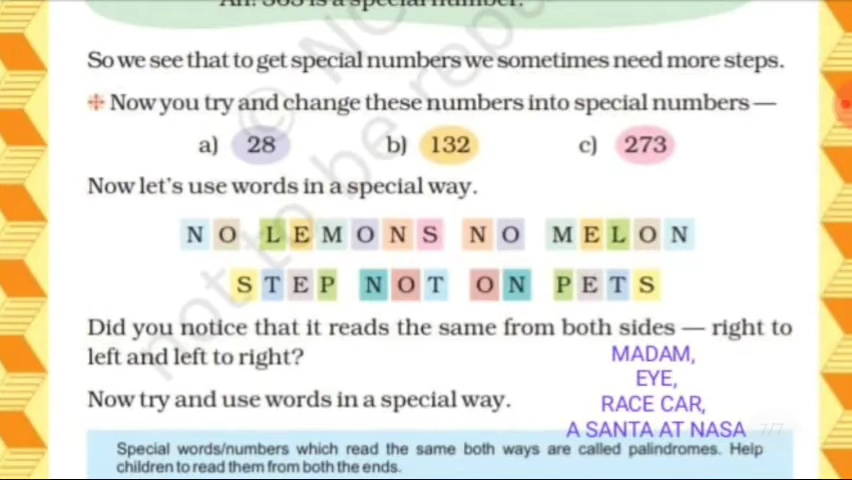 So we see that to get special numbers we sometimes need more steps.
Now you try and change these numbers into special numbers —
a) 28 b) 132 c) 273
Now let's use words in a special way.
NO LEMONS NO MELON
STEP NOT ON PETS
Did you notice that it reads the same from both sides — right to
left and left to right?
MADAM,
EYE,
Now try and use words in a special way.
RACE CAR,
A SANTA AT NASA 7/7
Special words/numbers which read the same both ways are called palindromes. Help
children to read them from both the ends.